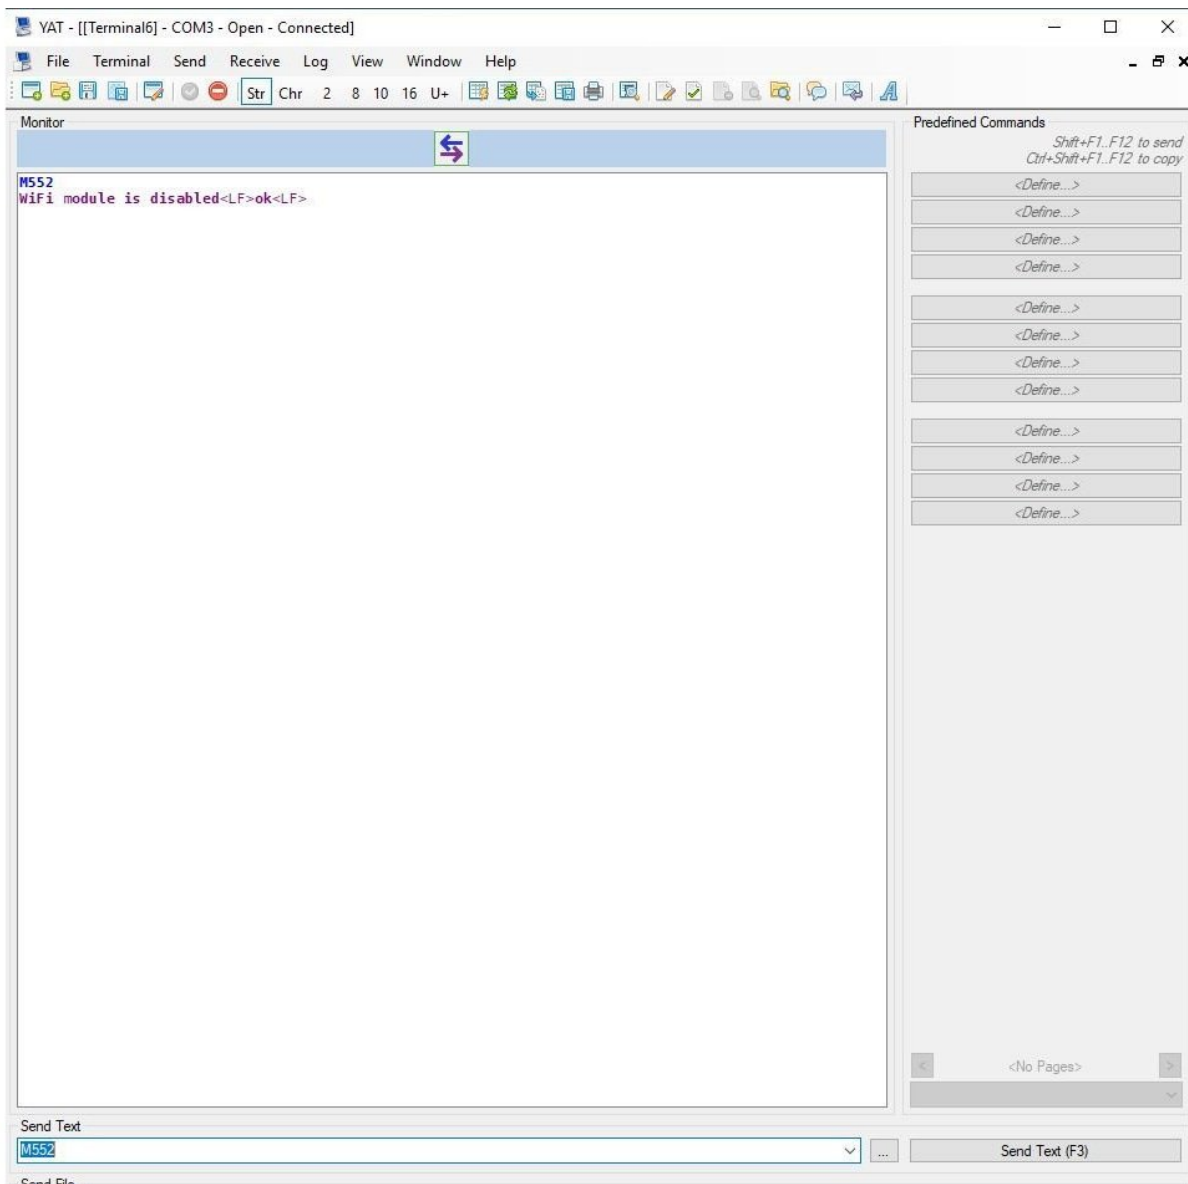 YAT - [[Terminal6] - COM3 - Open - Connected]
File Terminal Send Receive Log View Window Help
Str Chr 2 8 10 16 U+
Monitor
M552
WiFi module is disabled<LF>ok<LF>
Predefined Commands
Shift+F1..F12 to send
Ctrl+Shift+F1..F12 to copy
<Define...>
<Define...>
<Define...>
<Define...>
<Define...>
<Define...>
<Define...>
<Define...>
<Define...>
<Define...>
<Define...>
<Define...>
<No Pages>
Send Text
M552
...
Send Text (F3)
Send File